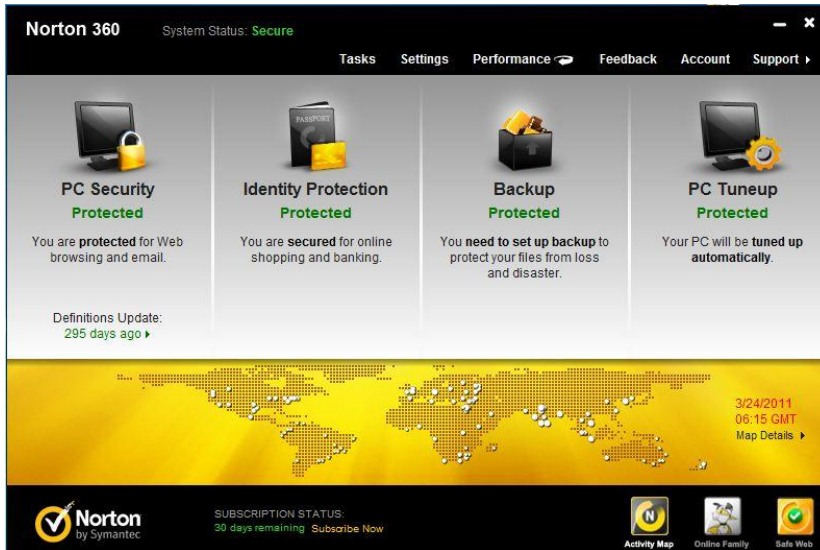 Norton 360
System Status: Secure
Tasks Settings Performance Feedback Account Support
PASSPORT
PC Security
Protected
You are protected for Web
browsing and email.
Definitions Update:
295 days ago
Identity Protection
Protected
You are secured for online
shopping and banking.
Backup
Protected
You need to set up backup to
protect your files from loss
and disaster.
PC Tuneup
Protected
Your PC will be tuned up
automatically.
3/24/2011
06:15 GMT
Map Details
Norton
by Symantec
SUBSCRIPTION STATUS:
30 days remaining Subscribe Now
N
Activity Map
Online Family
Safe Web